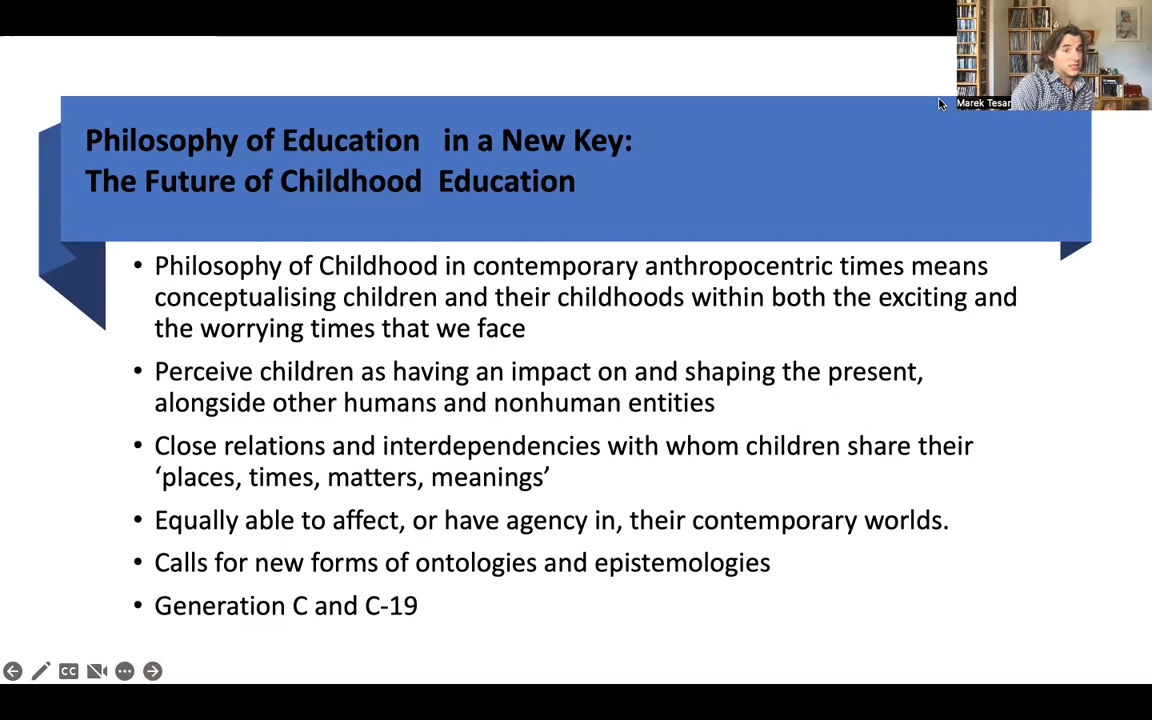 Marek Tesar
Philosophy of Education in a New Key:
The Future of Childhood Education
• Philosophy of Childhood in contemporary anthropocentric times means
conceptualising children and their childhoods within both the exciting and
the worrying times that we face
• Perceive children as having an impact on and shaping the present,
alongside other humans and nonhuman entities
• Close relations and interdependencies with whom children share their
‘places, times, matters, meanings’
• Equally able to affect, or have agency in, their contemporary worlds.
• Calls for new forms of ontologies and epistemologies
• Generation C and C-19
CC